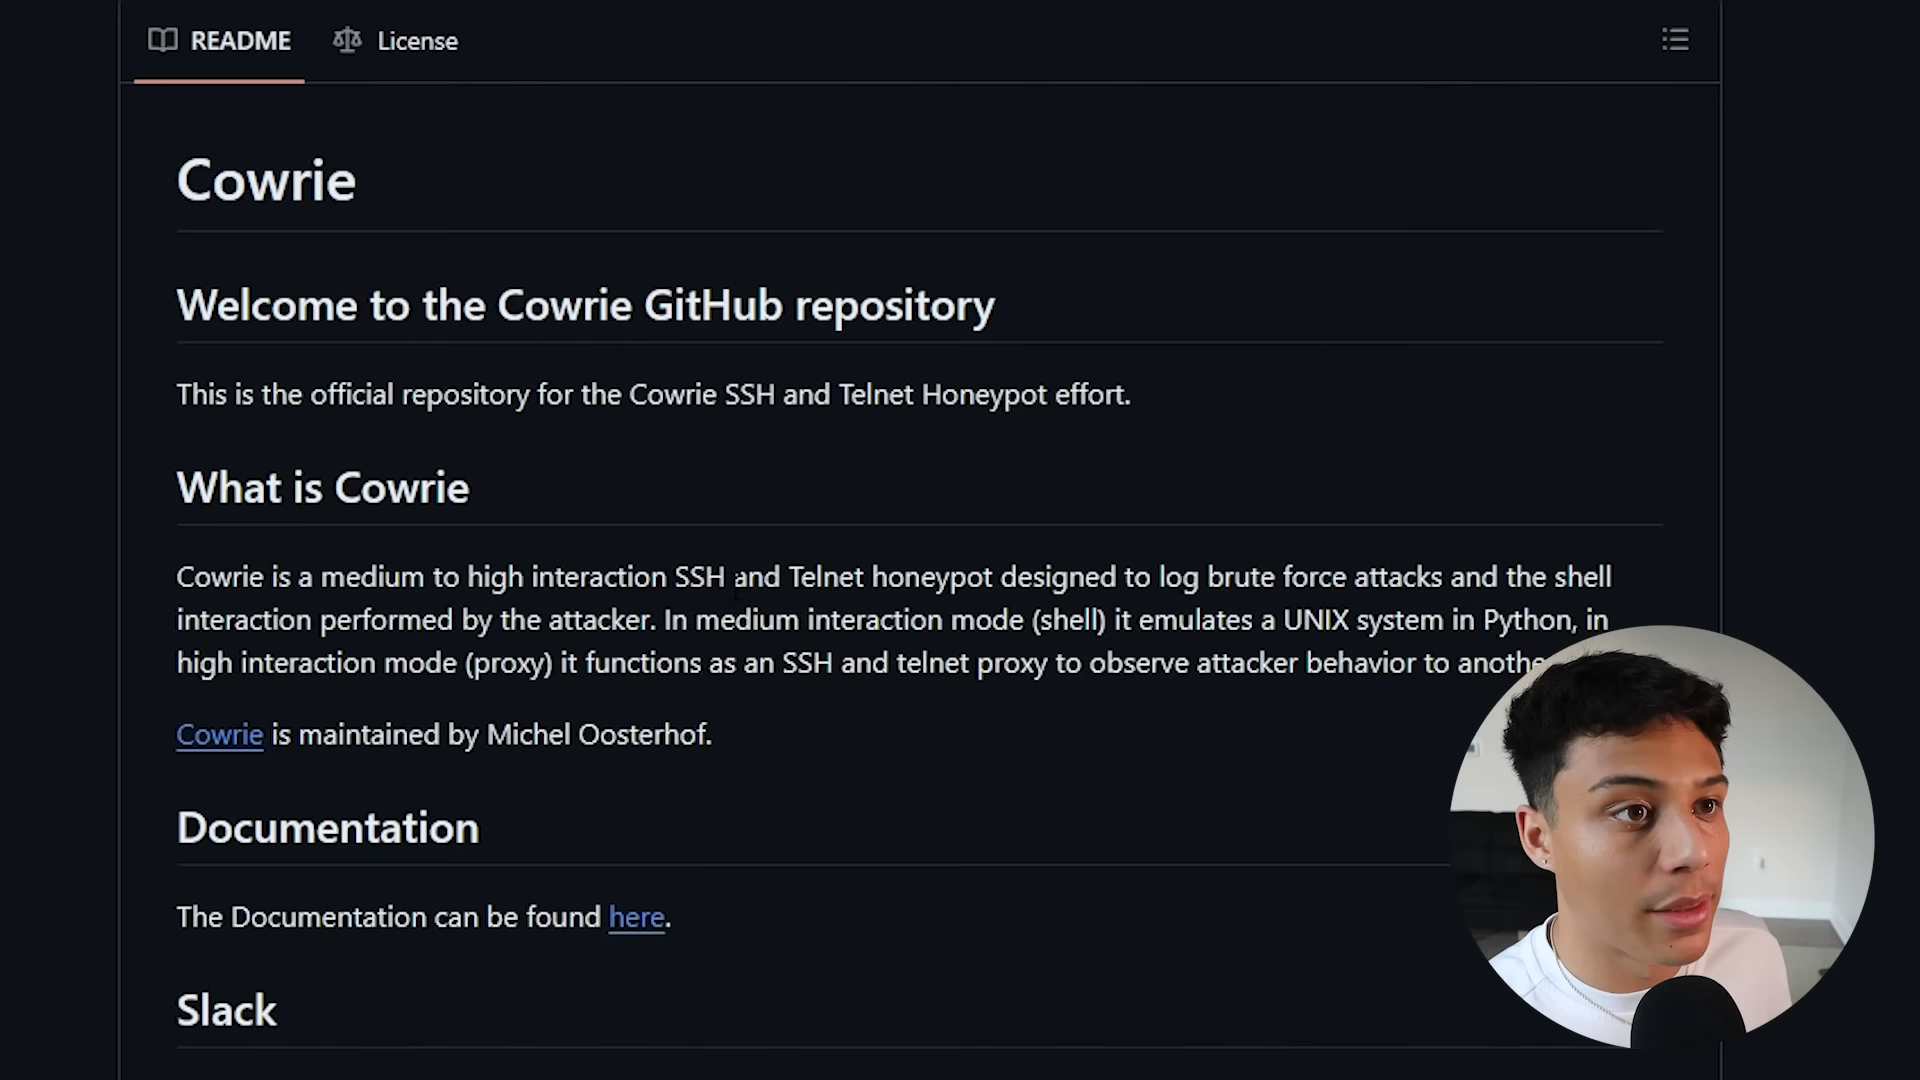 README
License
Cowrie
Welcome to the Cowrie GitHub repository
This is the official repository for the Cowrie SSH and Telnet Honeypot effort.
What is Cowrie
Cowrie is a medium to high interaction SSH and Telnet honeypot designed to log brute force attacks and the shell
interaction performed by the attacker. In medium interaction mode (shell) it emulates a UNIX system in Python, in
high interaction mode (proxy) it functions as an SSH and telnet proxy to observe attacker behavior to
Cowrie is maintained by Michel Oosterhof.
Documentation
The Documentation can be found here.
Slack